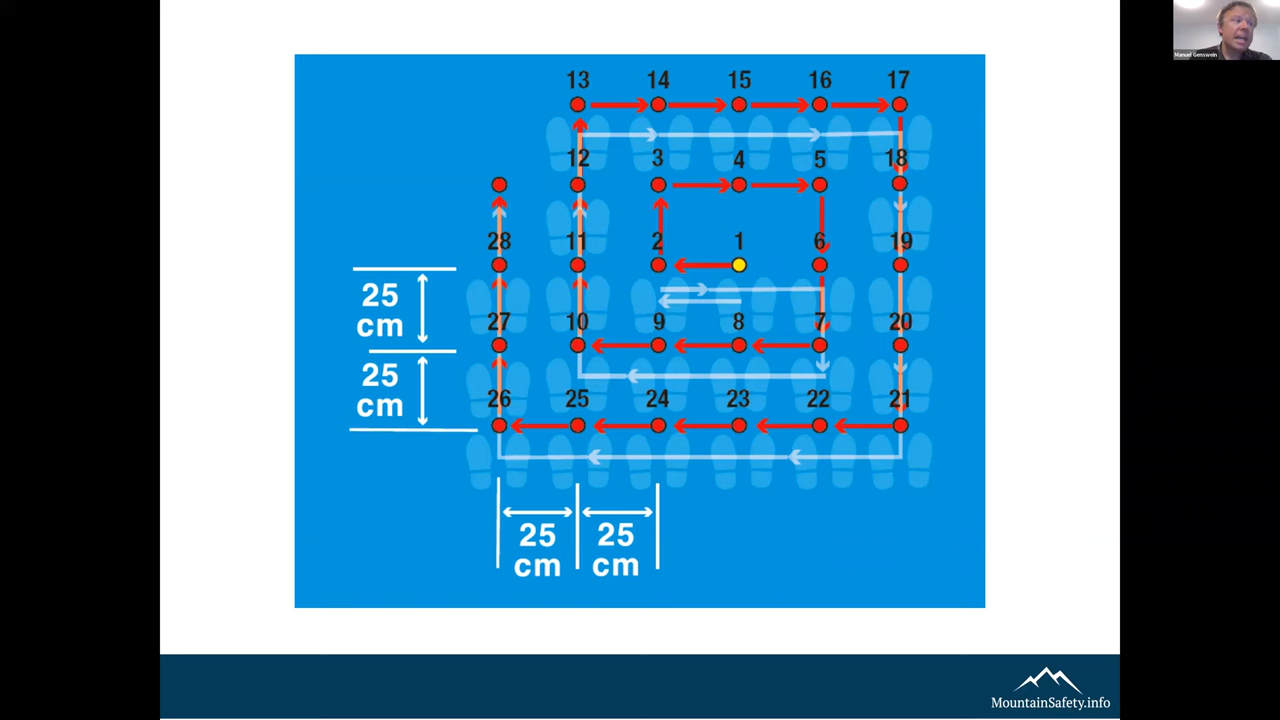 Manuel Genswein
13 14 15 16 17
12 3 4 5 18
28 11 2 1 6 19
25
cm
27 10 9 8 7 20
25
cm
26 25 24 23 22 21
25 25
cm cm
MountainSafety.info